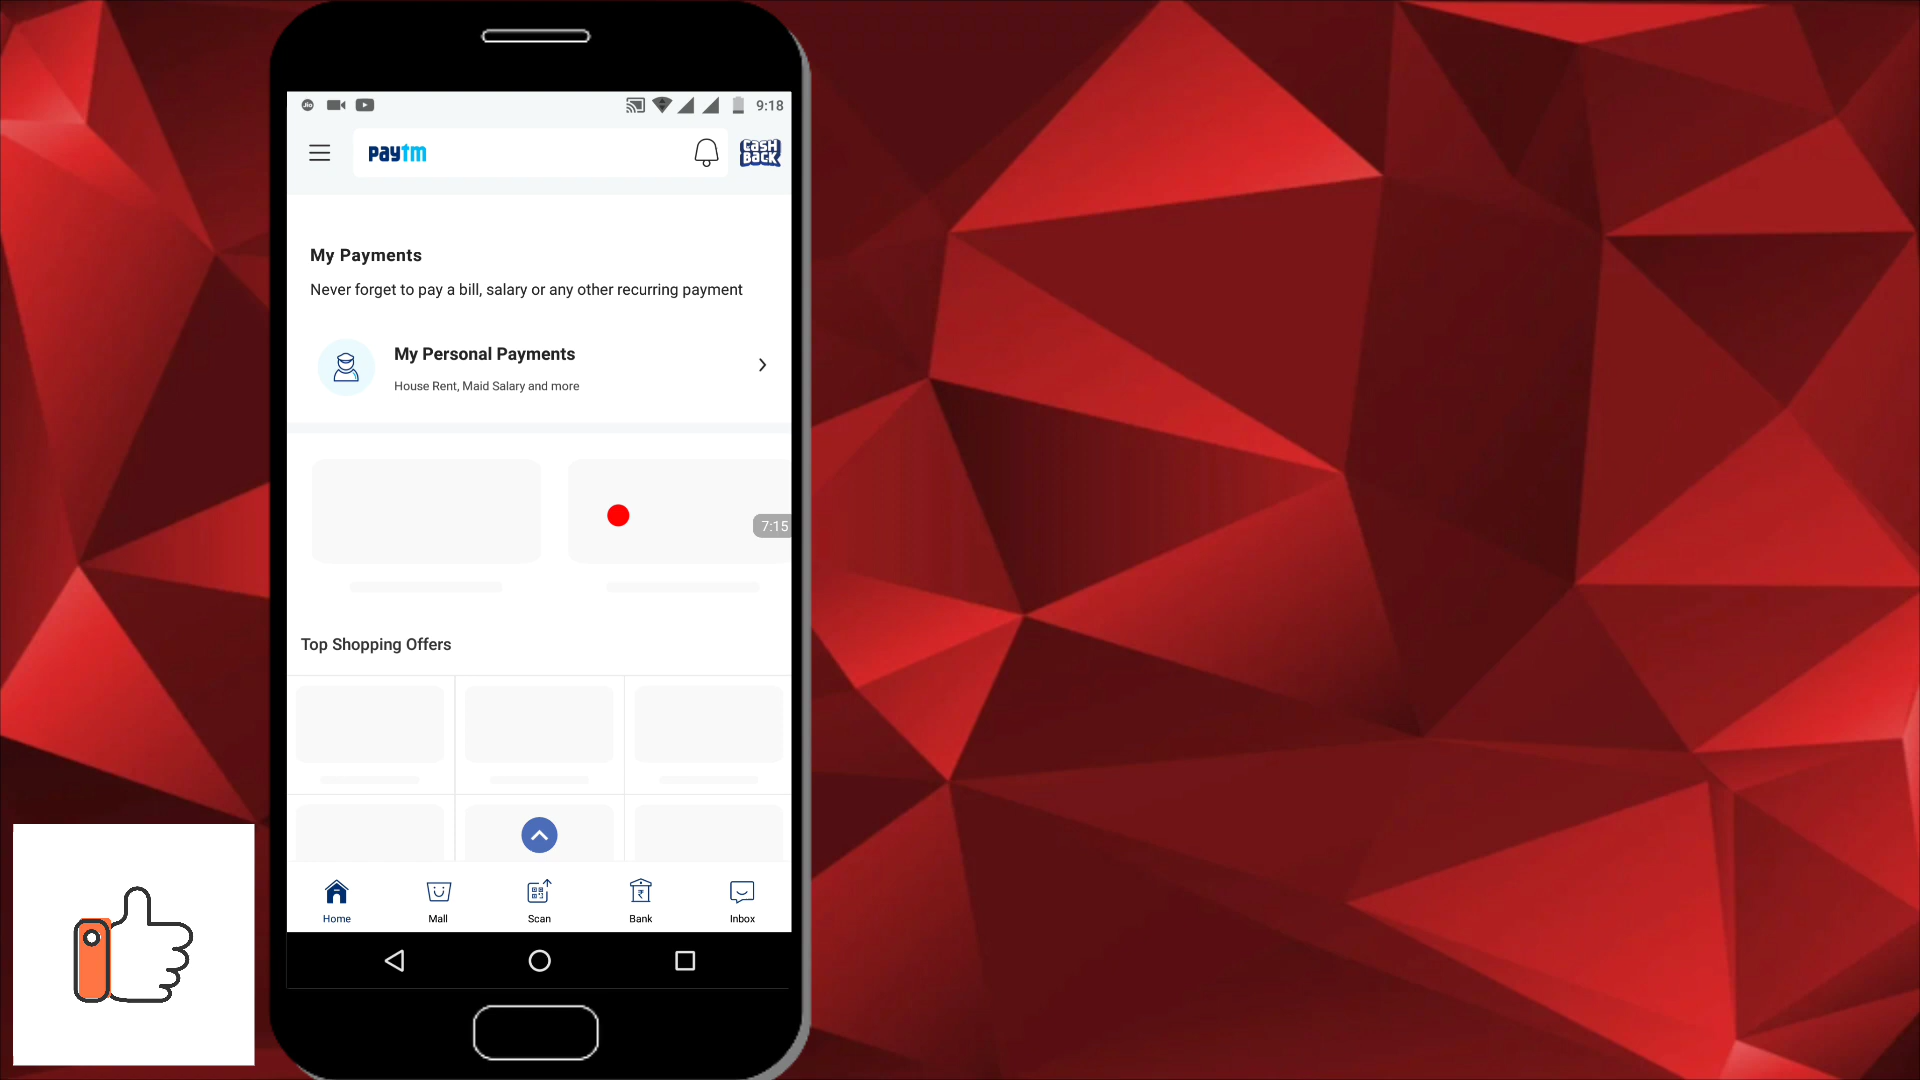 Jio
9:18
paytm
CASH
BACK
My Payments
Never forget to pay a bill, salary or any other recurring payment
My Personal Payments
House Rent, Maid Salary and more
7:15
Top Shopping Offers
Home
Mall
Scan
Bank
Inbox